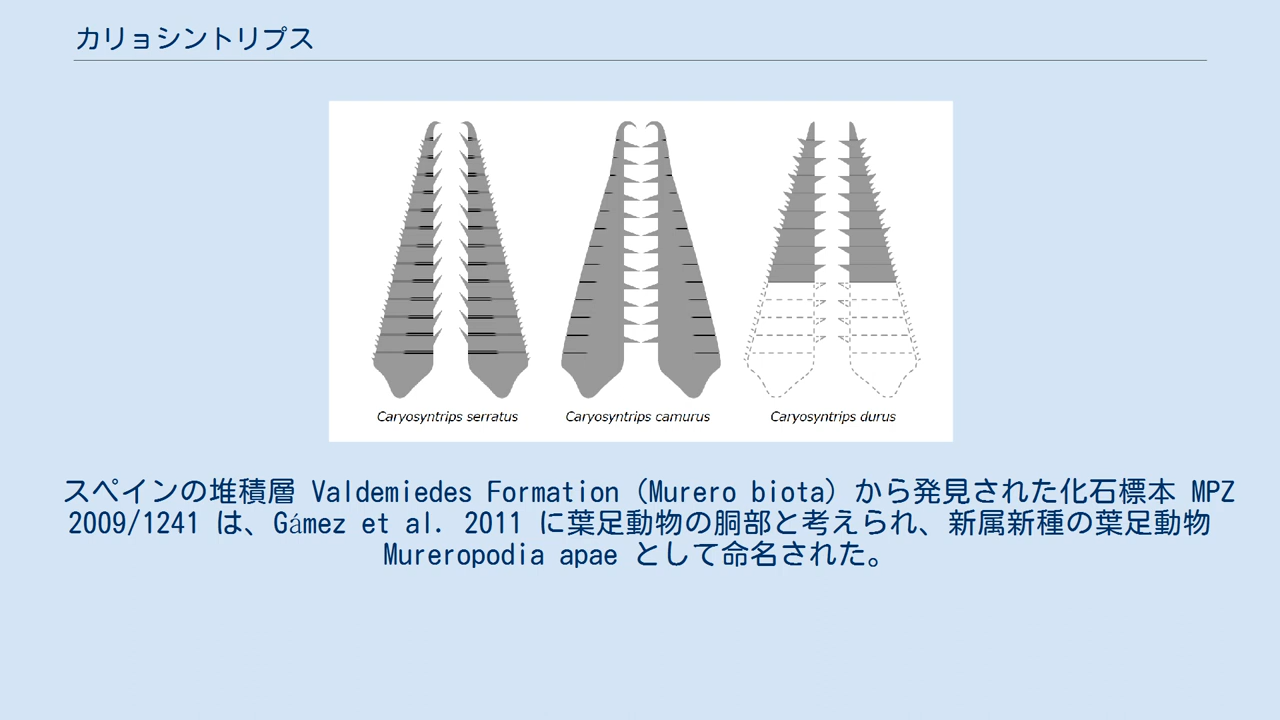 カリョシントリプス
Caryosyntrips serratus
Caryosyntrips camurus
Caryosyntrips durus
スペインの堆積層 Valdemiedes Formation (Murero biota) から発見された化石標本 MPZ
2009/1241 は、Gámez et al. 2011 に葉足動物の胴部と考えられ、新属新種の葉足動物
Mureropodia apae として命名された。